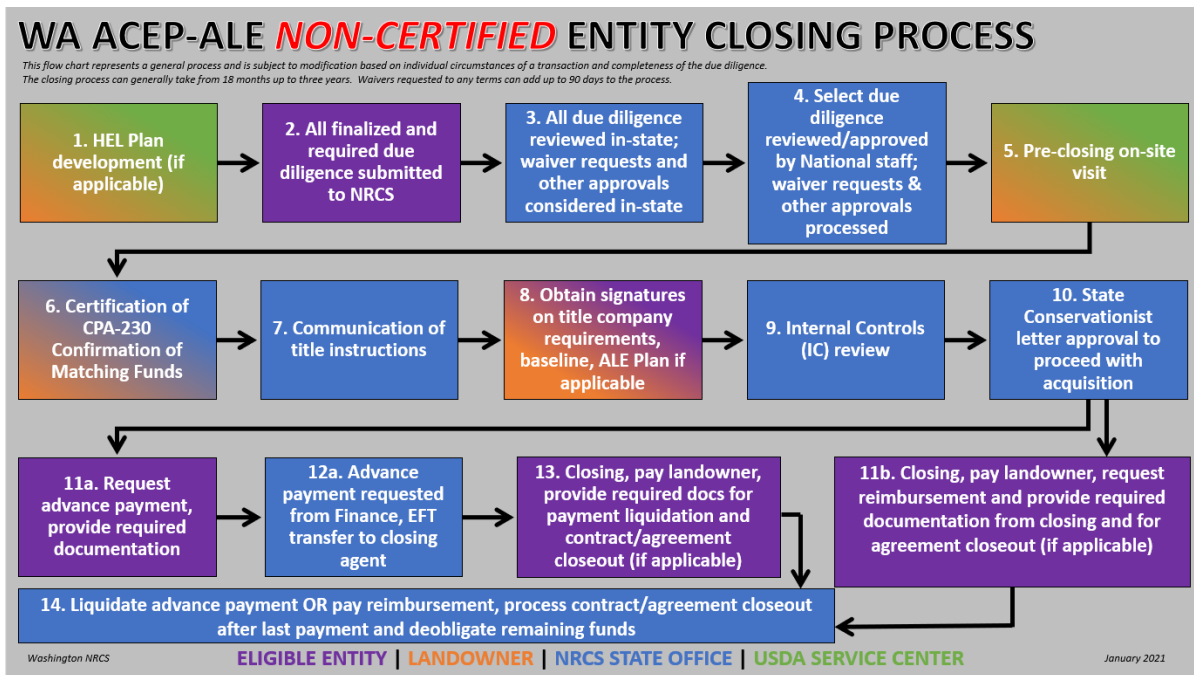 WA ACEP-ALE NON-CERTIFIED ENTITY CLOSING PROCESS
This flow chart represents a general process and is subject to modification based on individual circumstances of a transaction and completeness of the due diligence.
The closing process can generally take from 18 months up to three years. Waivers requested to any terms can add up to 90 days to the process.
1. HEL Plan
development (if
applicable)
2. All finalized and
required due
diligence submitted
to NRCS
3. All due diligence
reviewed in-state;
waiver requests and
other approvals
considered in-state
4. Select due
diligence
reviewed/approved
by National staff;
waiver requests &
other approvals
processed
5. Pre-closing on-site
visit
6. Certification of
CPA-230
Confirmation of
Matching Funds
7. Communication of
title instructions
8. Obtain signatures
on title company
requirements,
baseline, ALE Plan if
applicable
9. Internal Controls
(IC) review
10. State
Conservationist
letter approval to
proceed with
acquisition
11a. Request
advance payment,
provide required
documentation
12a. Advance
payment requested
from Finance, EFT
transfer to closing
agent
13. Closing, pay landowner,
provide required docs for
payment liquidation and
contract/agreement
closeout (if applicable)
11b. Closing, pay landowner, request
reimbursement and provide required
documentation from closing and for
agreement closeout (if applicable)
14. Liquidate advance payment OR pay reimbursement, process contract/agreement closeout
after last payment and deobligate remaining funds
Washington NRCS
ELIGIBLE ENTITY | LANDOWNER | NRCS STATE OFFICE | USDA SERVICE CENTER
January 2021